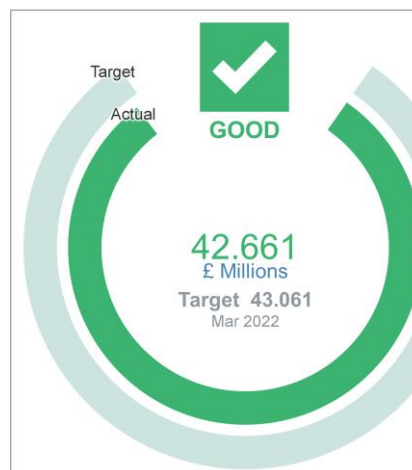 Target
Actual
GOOD
42.661
£ Millions
Target 43.061
Mar 2022